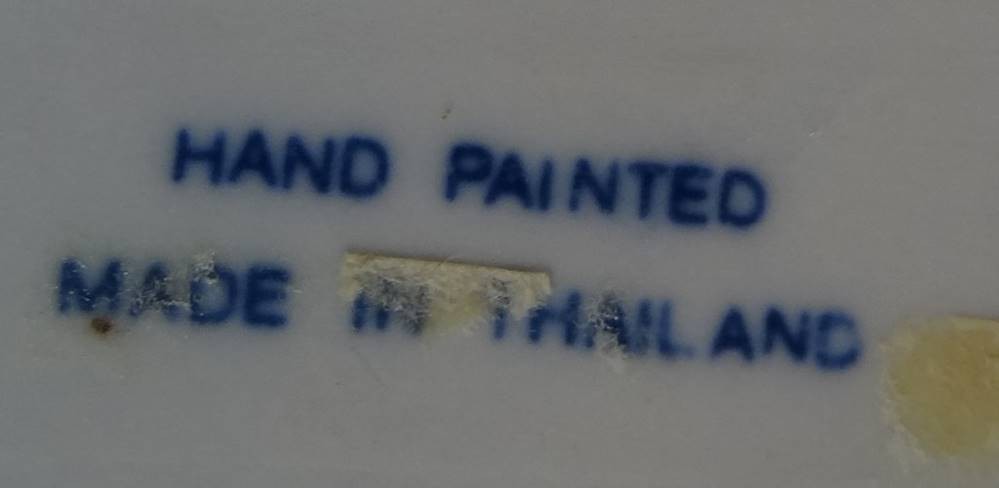 HAND PAINTED
MADE IN THAILAND